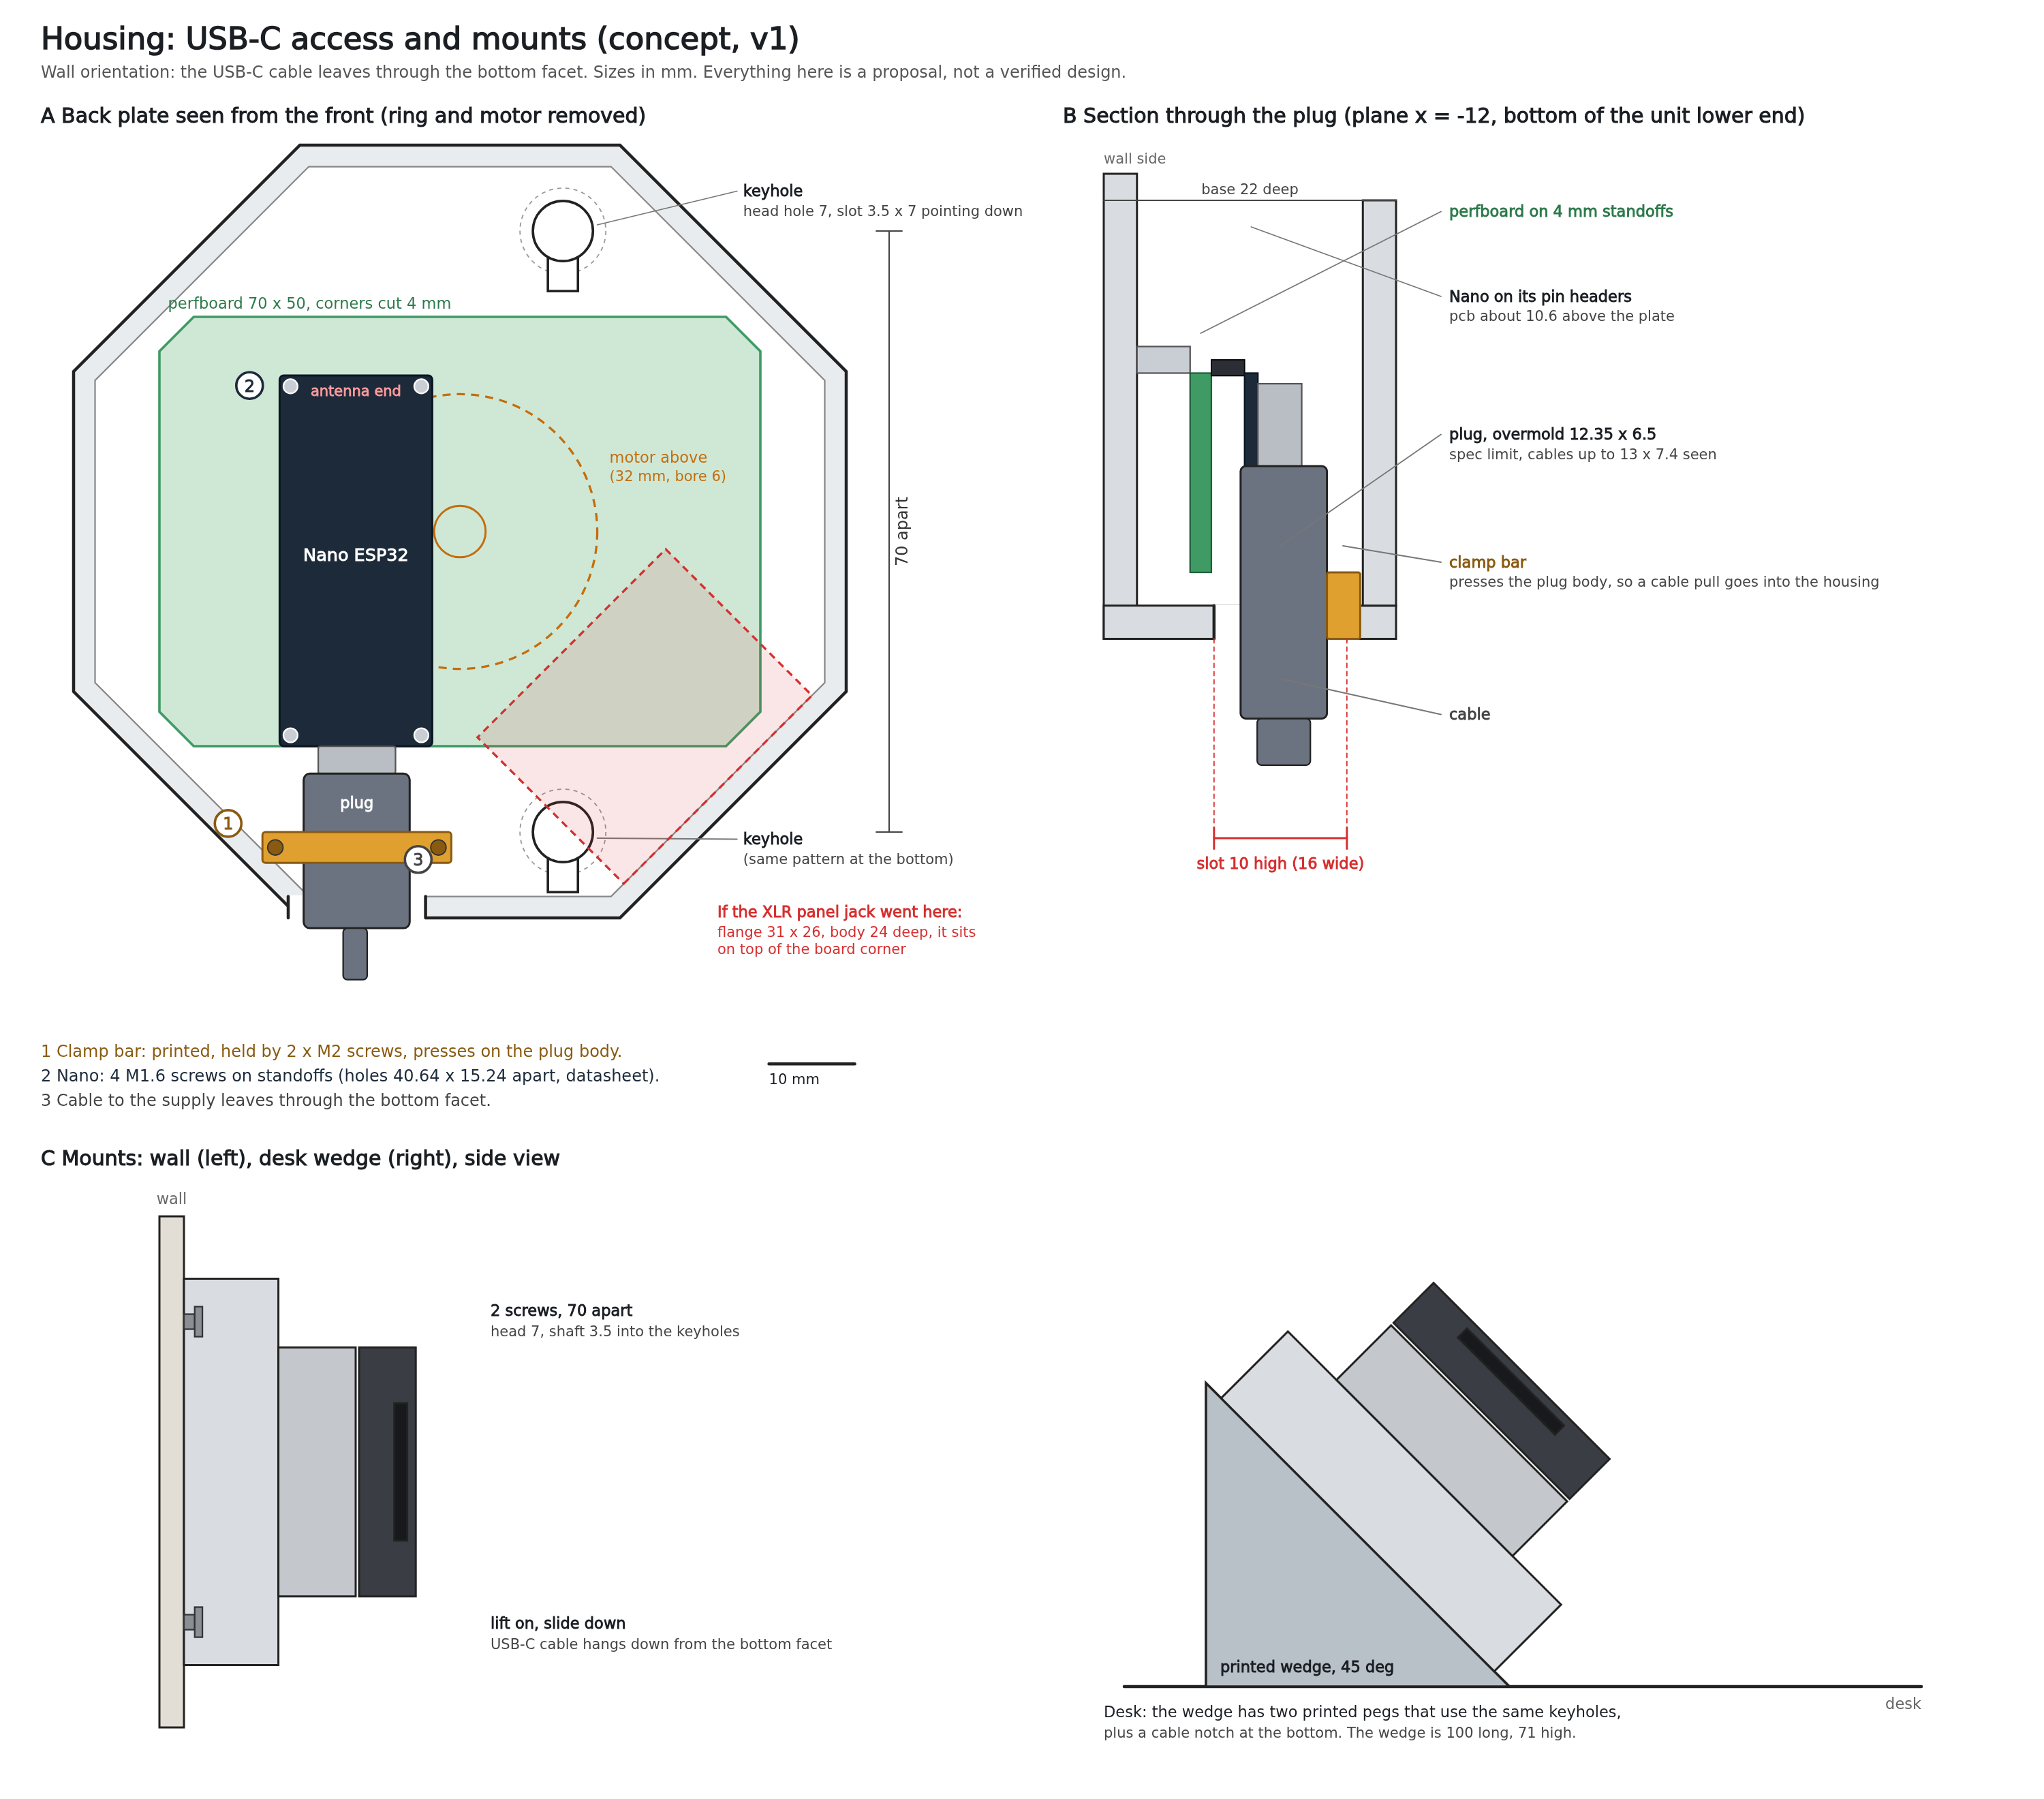 Housing: USB-C access and mounts (concept, v1)
Wall orientation: the USB-C cable leaves through the bottom facet. Sizes in mm. Everything here is a proposal, not a verified design.
A Back plate seen from the front (ring and motor removed)
keyhole
head hole 7, slot 3.5 x 7 pointing down
perfboard 70 x 50, corners cut 4 mm
2
antenna end
motor above
(32 mm, bore 6)
Nano ESP32
70 apart
plug
1
3
keyhole
(same pattern at the bottom)
If the XLR panel jack went here:
flange 31 x 26, body 24 deep, it sits
on top of the board corner
1 Clamp bar: printed, held by 2 x M2 screws, presses on the plug body.
2 Nano: 4 M1.6 screws on standoffs (holes 40.64 x 15.24 apart, datasheet).
3 Cable to the supply leaves through the bottom facet.
10 mm
B Section through the plug (plane x = -12, bottom of the unit lower end)
wall side
base 22 deep
perfboard on 4 mm standoffs
Nano on its pin headers
pcb about 10.6 above the plate
plug, overmold 12.35 x 6.5
spec limit, cables up to 13 x 7.4 seen
clamp bar
presses the plug body, so a cable pull goes into the housing
cable
slot 10 high (16 wide)
C Mounts: wall (left), desk wedge (right), side view
wall
2 screws, 70 apart
head 7, shaft 3.5 into the keyholes
lift on, slide down
USB-C cable hangs down from the bottom facet
printed wedge, 45 deg
desk
Desk: the wedge has two printed pegs that use the same keyholes,
plus a cable notch at the bottom. The wedge is 100 long, 71 high.